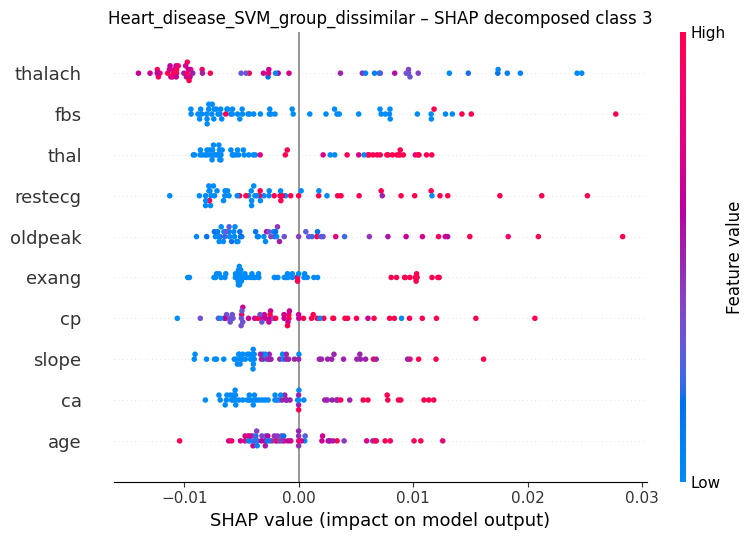 Heart_disease_SVM_group_dissimilar – SHAP decomposed class 3
High
thalach
fbs
thal
restecg
oldpeak
exang
cp
slope
ca
age
Feature value
Low
−0.01
0.00
0.01
0.02
0.03
SHAP value (impact on model output)